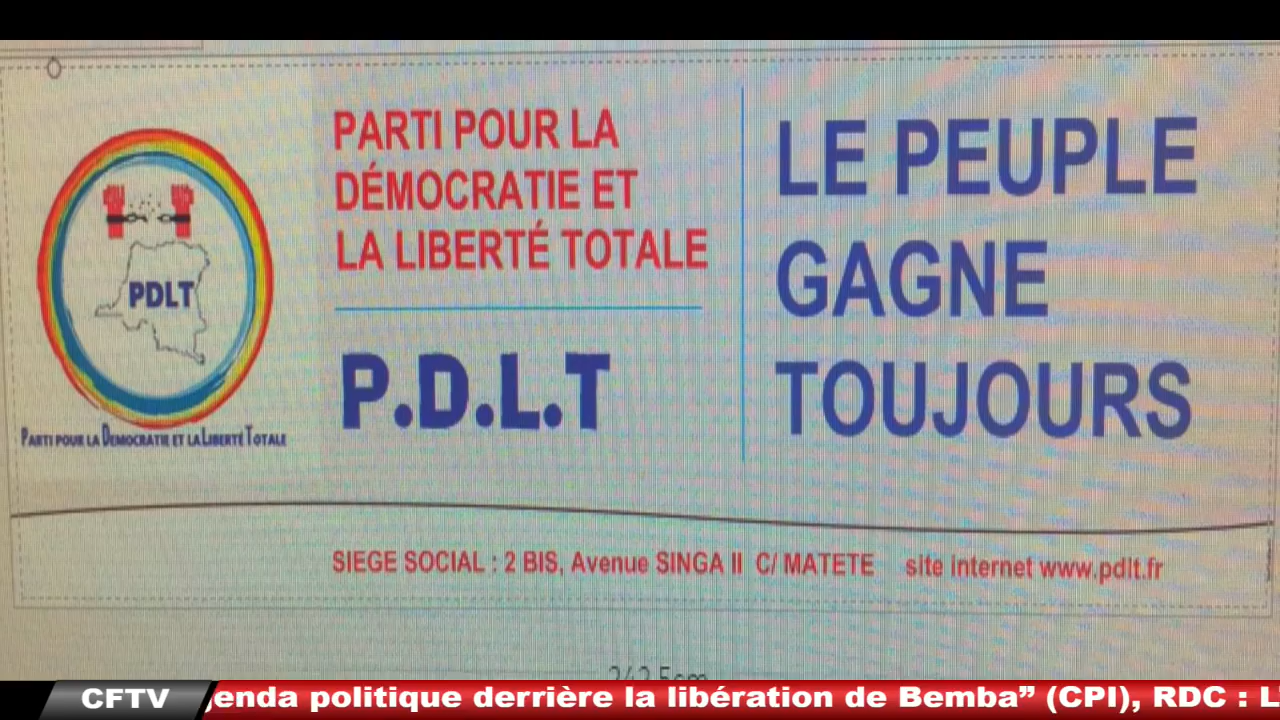 PDLT
PARTI POUR LA DEMOCRATIE ET LA LIBERTÉ TOTALE
PARTI POUR LA
DÉMOCRATIE ET
LA LIBERTÉ TOTALE
P.D.L.T
LE PEUPLE
GAGNE
TOUJOURS
SIEGE SOCIAL : 2 BIS, Avenue SINGA II C/ MATETE site internet www.pdlt.fr
242.5cm
CFTV
enda politique derrière la libération de Bemba” (CPI), RDC : L